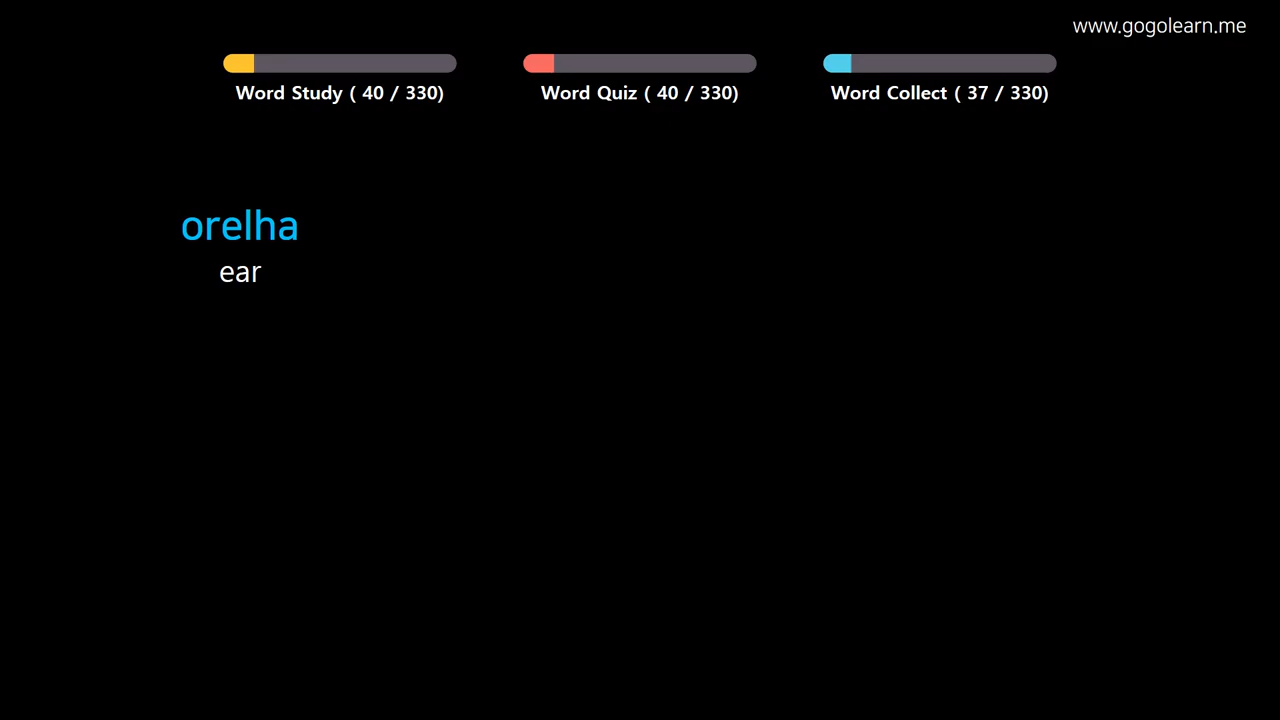 www.gogolearn.me
Word Study ( 40 / 330)
Word Quiz ( 40 / 330)
Word Collect ( 37 / 330)
orelha
ear